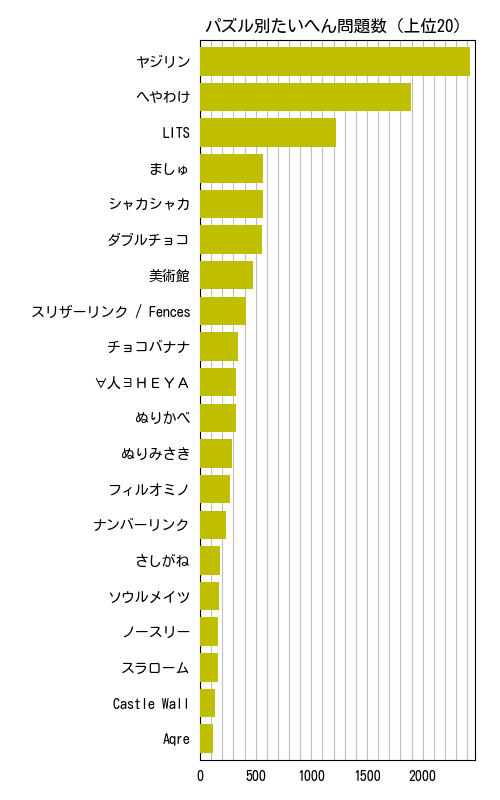 パズル別たいへん問題数 (上位20)
ヤジリン
へやわけ
LITS
ましゅ
シャカシャカ
ダブルチョコ
美術館
スリザーリンク / Fences
チョコバナナ
∀人∃ＨＥＹＡ
ぬりかべ
ぬりみさき
フィルオミノ
ナンバーリンク
さしがね
ソウルメイツ
ノースリー
スラローム
Castle Wall
Aqre
0 500 1000 1500 2000